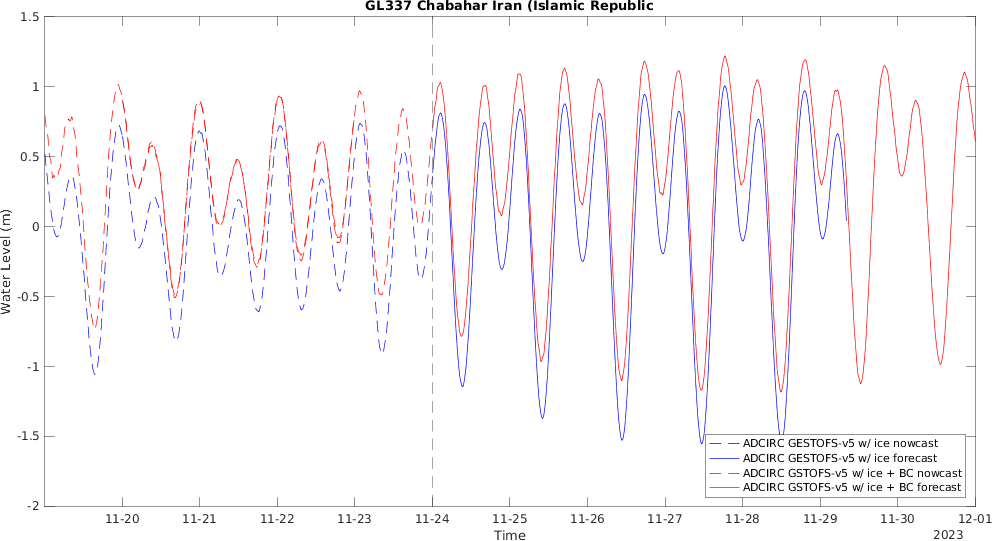 GL337 Chabahar Iran (Islamic Republic
Water Level (m)
1.5
1
0.5
0
-0.5
-1
-1.5
-2
ADCIRC GESTOFS-v5 w/ ice nowcast
ADCIRC GESTOFS-v5 w/ ice forecast
ADCIRC GSTOFS-v5 w/ ice + BC nowcast
ADCIRC GSTOFS-v5 w/ ice + BC forecast
11-20 11-21 11-22 11-23 11-24 11-25 11-26 11-27 11-28 11-29 11-30 12-01
Time
2023